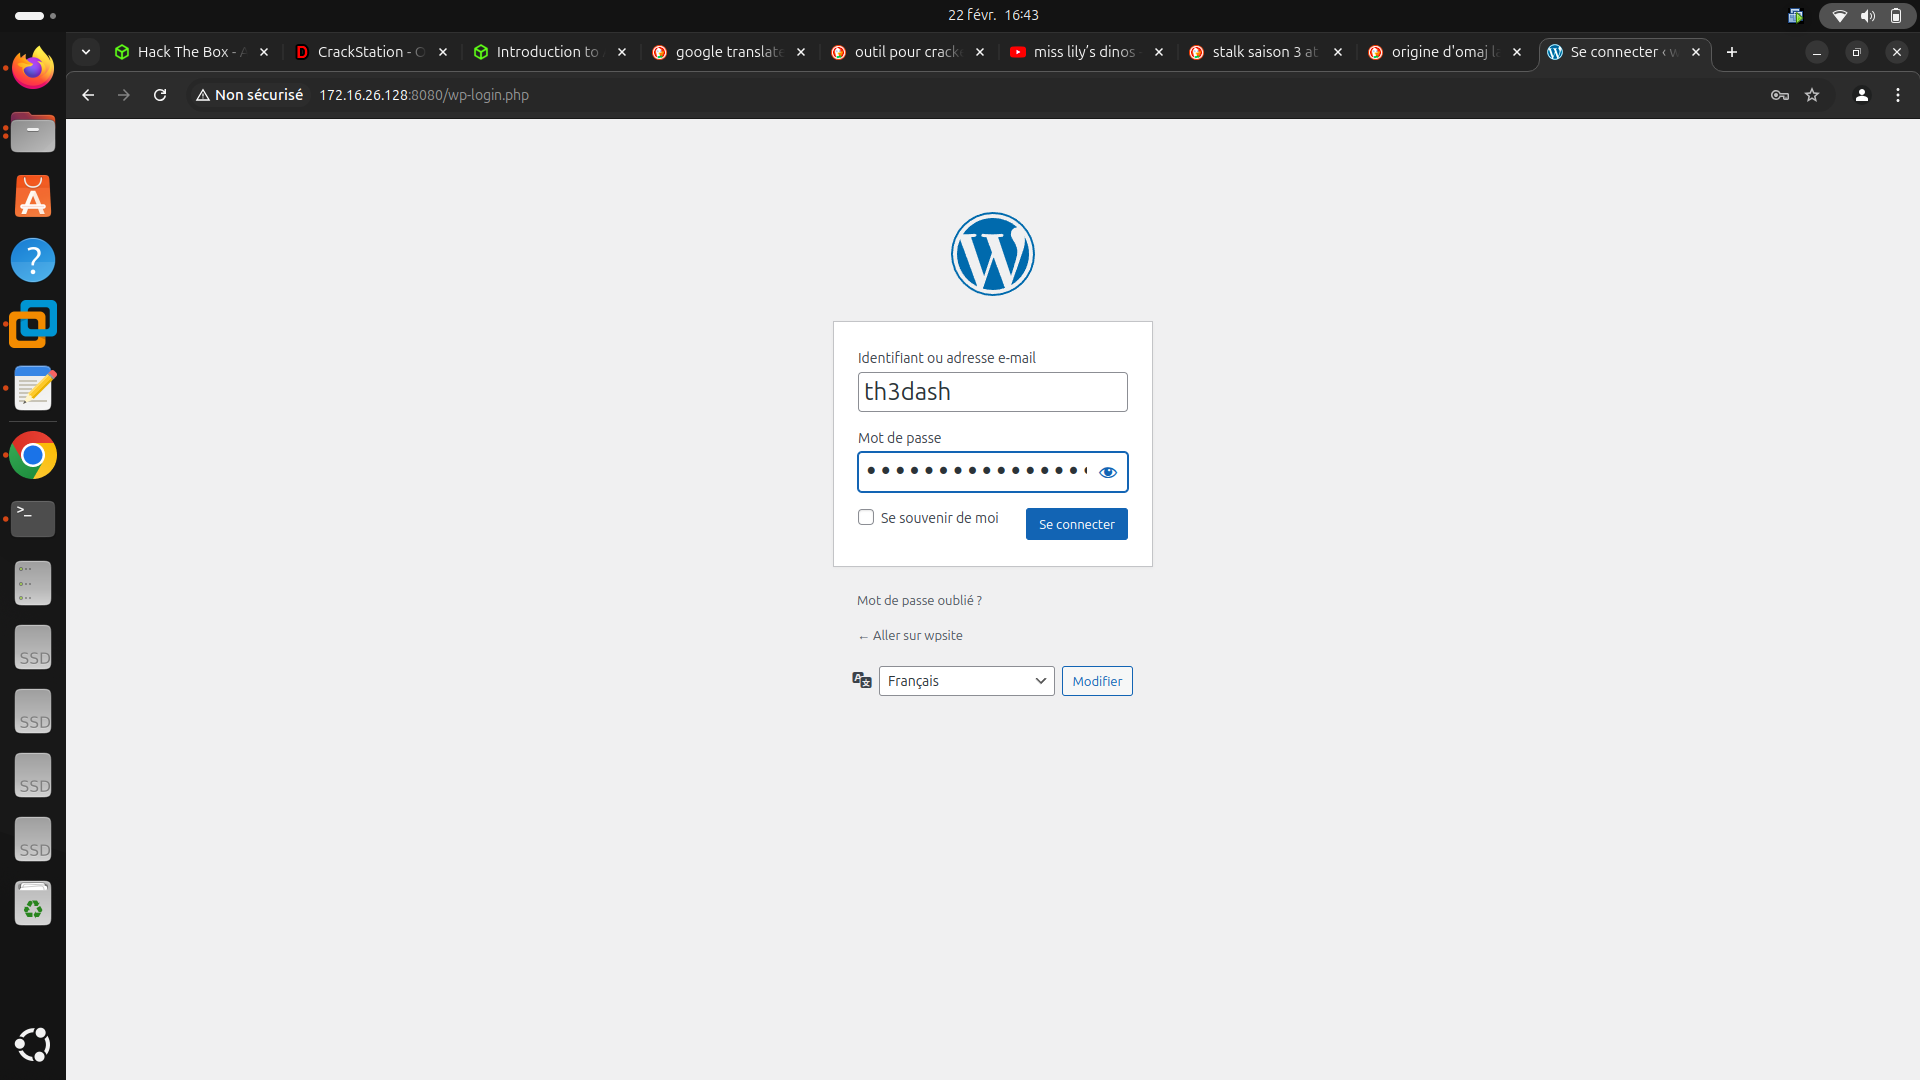 22 févr. 16:43
Hack The Box - A
CrackStation - O
Introduction to
google translate
outil pour crack
miss lily's dinos
stalk saison 3 at
origine d'omaj la
Se connecter ‹ w
Non sécurisé
172.16.26.128:8080/wp-login.php
Identifiant ou adresse e-mail
th3dash
Mot de passe
Se souvenir de moi
Se connecter
Mot de passe oublié ?
← Aller sur wpsite
Français
Modifier
SSD
SSD
SSD
SSD